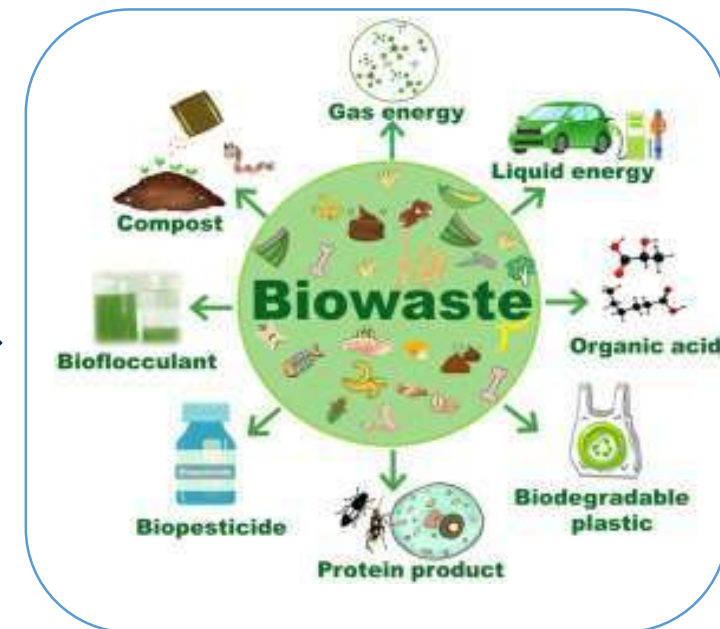 Gas energy
Liquid energy
Compost
Biowaste
Organic acid
Bioflocculant
Biodegradable
plastic
Biopesticide
Protein product